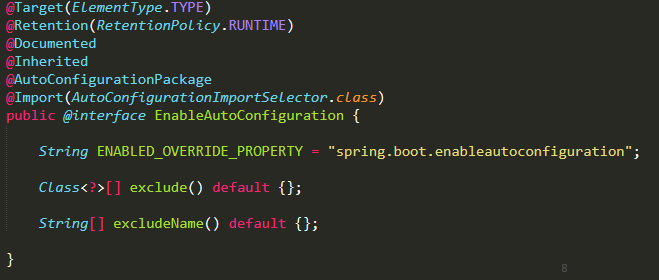 @Target(ElementType.TYPE)
@Retention(RetentionPolicy.RUNTIME)
@Documented
@Inherited
@AutoConfigurationPackage
@Import(AutoConfigurationImportSelector.class)
public @interface EnableAutoConfiguration {
String ENABLED_OVERRIDE_PROPERTY = "spring.boot.enableautoconfiguration";
Class<?>[] exclude() default {};
String[] excludeName() default {};
}
8